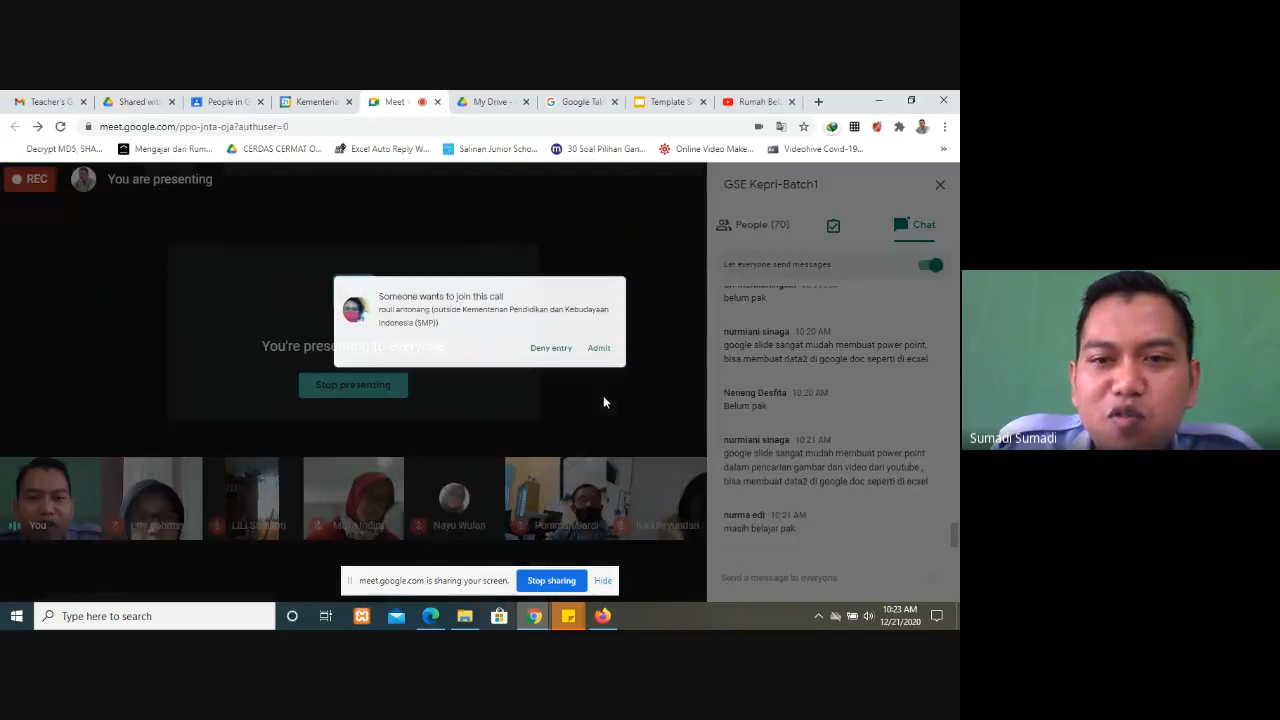 Teacher's G
Shared wit
People in G
Kementeria
Meet -
My Drive -
Google Tak
Template Sl
Rumah Bel
meet.google.com/ppo-jnta-oja?authuser=0
Decrypt MD5, SHA...
Mengajar dari Rum...
CERDAS CERMAT O...
Excel Auto Reply W...
Salinan Junior Scho...
30 Soal Pilihan Gan...
Online Video Make...
Videohive Covid-19...
REC
You are presenting
GSE Kepri-Batch1
People (70)
Chat
Let everyone send messages
Someone wants to join this call
rouli aritonang (outside Kementerian Pendidikan dan Kebudayaan
Indonesia (SMP))
Deny entry
Admit
You're presenting to everyone
Stop presenting
belum pak
nurmiani sinaga 10:20 AM
google slide sangat mudah membuat power point,
bisa membuat data2 di google doc seperti di ecxel
Neneng Desfita 10:20 AM
Belum pak
nurmiani sinaga 10:21 AM
google slide sangat mudah membuat power point
dalam pencarian gambar dan video dari youtube ,
bisa membuat data2 di google doc seperti di ecxel
nurma edi 10:21 AM
masih belajar pak
Send a message to everyone
Sumadi Sumadi
You
Nayu Wulan
meet.google.com is sharing your screen.
Stop sharing
Hide
Type here to search
10:23 AM
12/21/2020